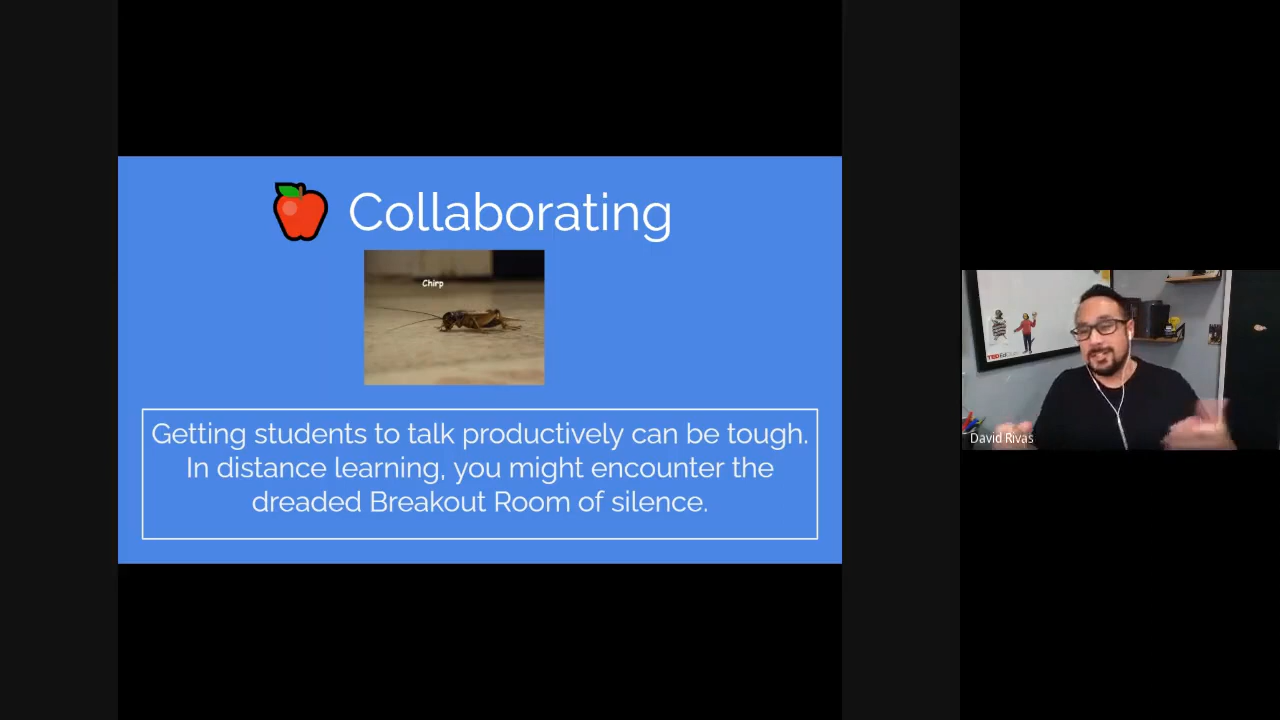 Collaborating
Chirp
Getting students to talk productively can be tough.
In distance learning, you might encounter the
dreaded Breakout Room of silence.
TEDEd
David Rivas